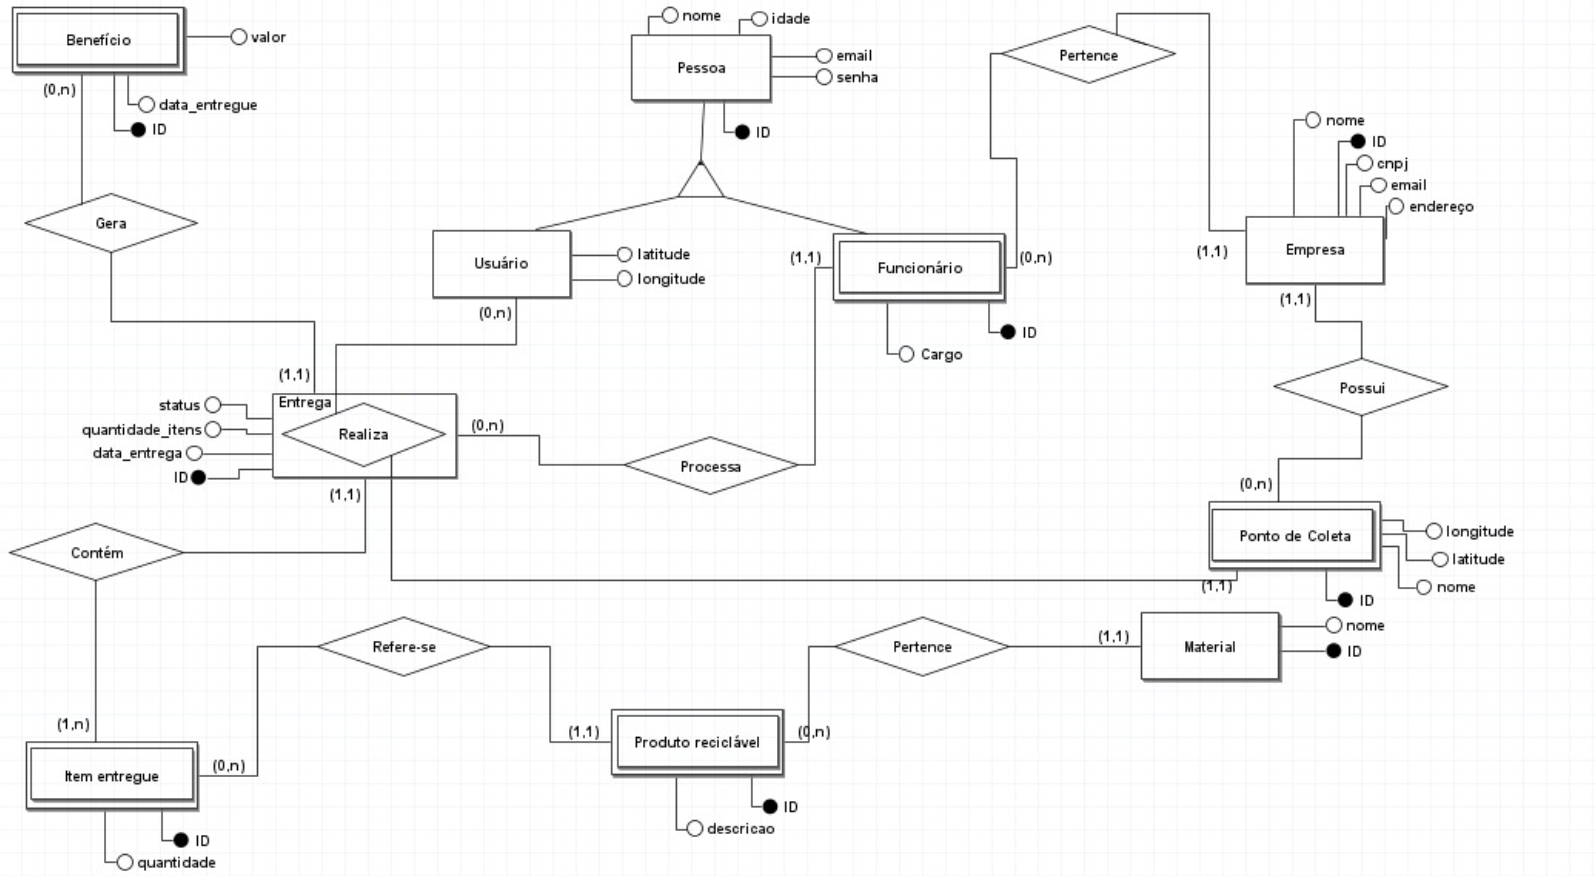 Benefício
valor
(0,n)
data_entregue
ID
Gera
(1,1)
nome
idade
Pessoa
email
senha
ID
Pertence
nome
ID
cnpj
email
endereço
Empresa
(1,1)
(1,1)
Usuário
latitude
longitude
(0,n)
(1,1)
Funcionário
(0,n)
ID
Cargo
Possui
(0,n)
status
quantidade_itens
data_entrega
ID
Entrega
Realiza
(0,n)
(1,1)
Processa
Ponto de Coleta
longitude
latitude
nome
ID
(1,1)
Contém
(1,n)
Refere-se
Pertence
(1,1)
Material
nome
ID
Item entregue
(0,n)
ID
quantidade
(1,1)
Produto reciclável
(0,n)
ID
descricao